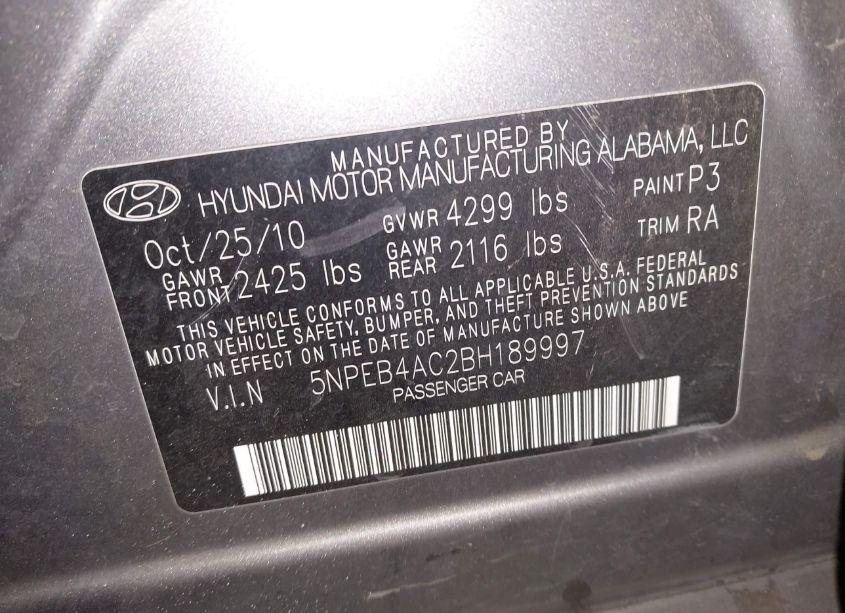 MANUFACTURED BY
HYUNDAI MOTOR MANUFACTURING ALABAMA, LLC
Oct/25/10 GVWR 4299 lbs PAINT P3
GAWR FRONT 2425 lbs GAWR REAR 2116 lbs TRIM RA
THIS VEHICLE CONFORMS TO ALL APPLICABLE U.S.A. FEDERAL
MOTOR VEHICLE SAFETY, BUMPER, AND THEFT PREVENTION STANDARDS
IN EFFECT ON THE DATE OF MANUFACTURE SHOWN ABOVE
V.I.N 5NPEB4AC2BH189997
PASSENGER CAR